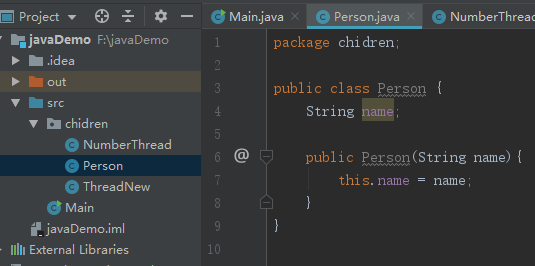 Project
javaDemo F:\javaDemo
.idea
out
src
chidren
NumberThread
Person
ThreadNew
Main
javaDemo.iml
External Libraries
Main.java
Person.java
NumberThread
1 package chidren;
2
3 public class Person {
4 String name;
5
6 @ public Person(String name){
7 this.name = name;
8 }
9 }
10